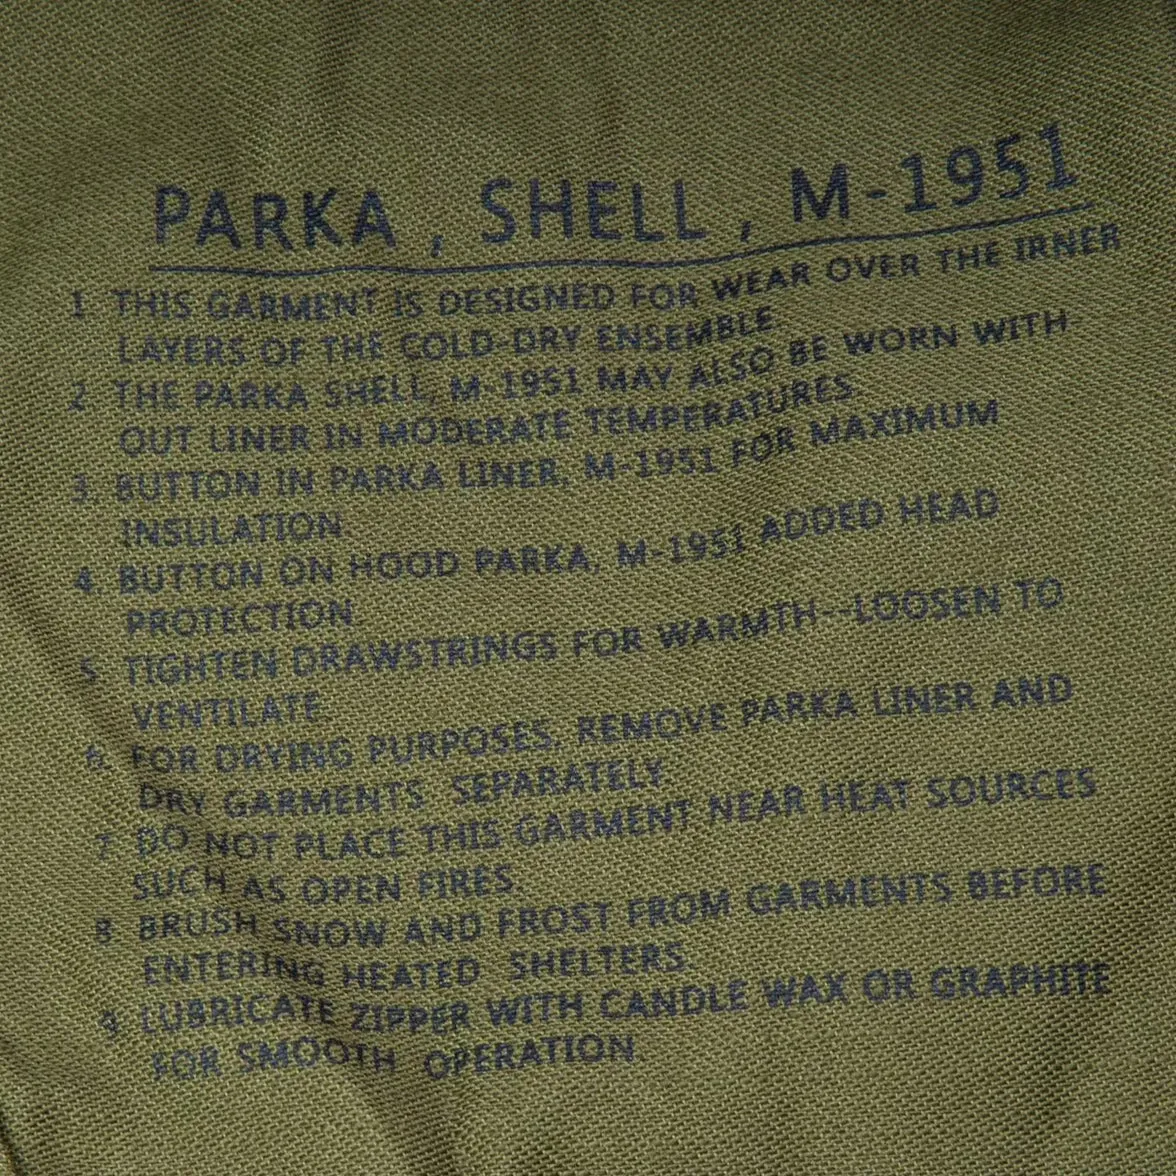 PARKA , SHELL , M-1951
1 THIS GARMENT IS DESIGNED FOR WEAR OVER THE IRNER
LAYERS OF THE COLD-DRY ENSEMBLE
2 THE PARKA SHELL, M-1951 MAY ALSO BE WORN WITH
OUT LINER IN MODERATE TEMPERATURES.
3. BUTTON IN PARKA LINER, M-1951 FOR MAXIMUM
INSULATION
4. BUTTON ON HOOD PARKA, M-1951 ADDED HEAD
PROTECTION
5 TIGHTEN DRAWSTRINGS FOR WARMTH--LOOSEN TO
VENTILATE.
6. FOR DRYING PURPOSES, REMOVE PARKA LINER AND
DRY GARMENTS SEPARATELY
7 DO NOT PLACE THIS GARMENT NEAR HEAT SOURCES
SUCH AS OPEN FIRES.
8 BRUSH SNOW AND FROST FROM GARMENTS BEFORE
ENTERING HEATED SHELTERS.
9 LUBRICATE ZIPPER WITH CANDLE WAX OR GRAPHITE
FOR SMOOTH OPERATION